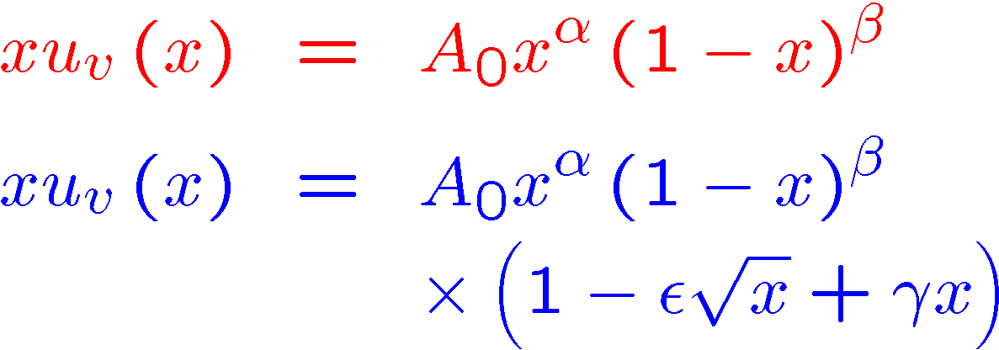 xu_v (x) = A_0 x^α (1 − x)^β
xu_v (x) = A_0 x^α (1 − x)^β
× (1 − ϵ√x + γx)